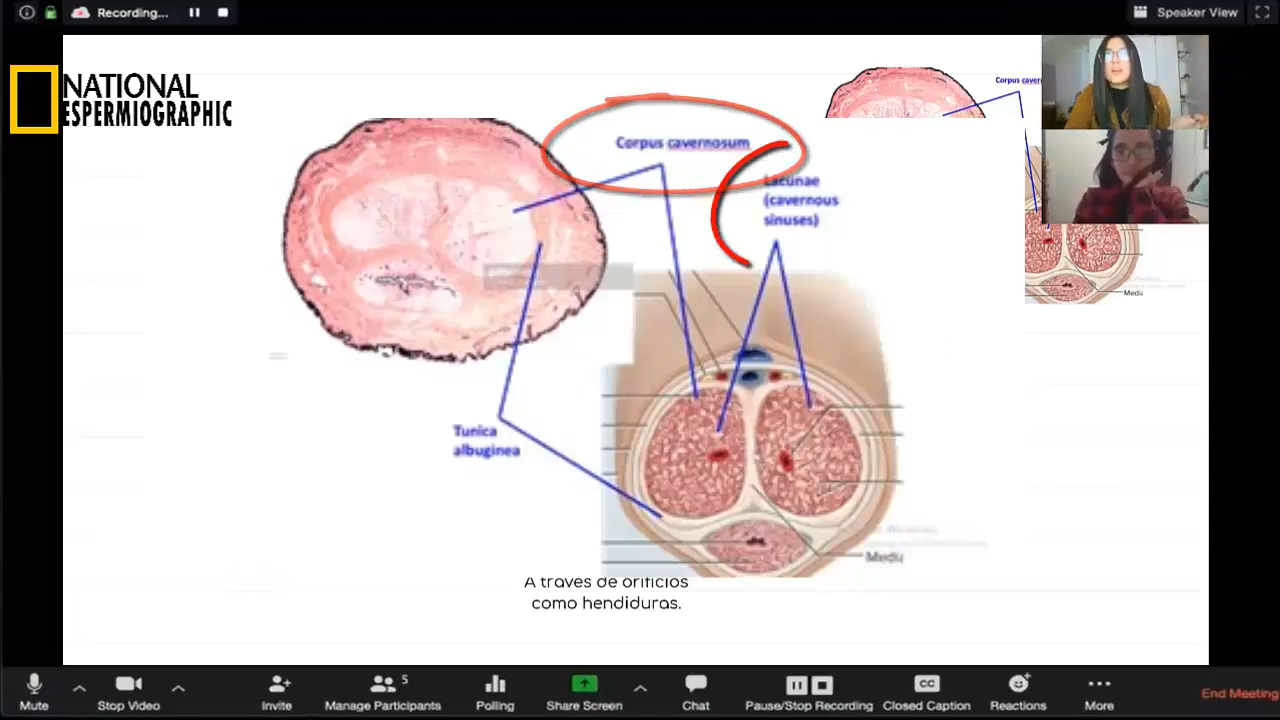 Recording...
Speaker View
NATIONAL
ESPERMIOGRAPHIC
Corpus cavernosum
Lacunae
(cavernous
sinuses)
Tunica
albuginea
Medi
Medi
A través de orificios
como hendiduras.
Mute
Stop Video
Invite
5
Manage Participants
Polling
Share Screen
Chat
Pause/Stop Recording
CC
Closed Caption
Reactions
More
End Meeting